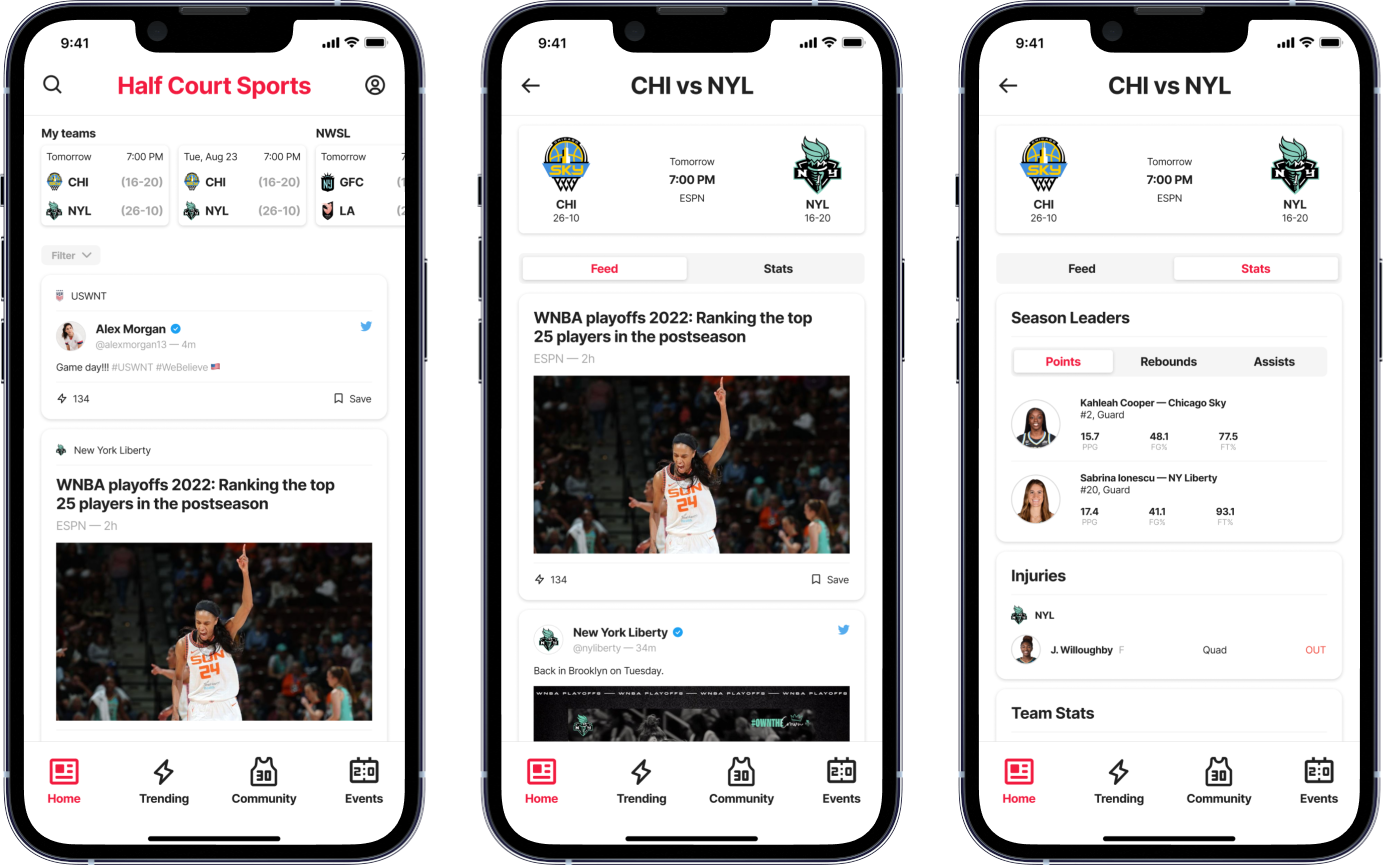 9:41
Half Court Sports
My teams
NWSL
Tomorrow 7:00 PM
CHI (16-20)
NYL (26-10)
Tue, Aug 23 7:00 PM
CHI (16-20)
NYL (26-10)
Tomorrow 7
GFC (1
LA (2
Filter
USWNT
Alex Morgan
@alexmorgan13 — 4m
Game day!!! #USWNT #WeBelieve 🇺🇸
134 Save
New York Liberty
WNBA playoffs 2022: Ranking the top
25 players in the postseason
ESPN — 2h
SUN
24
Home Trending Community Events
9:41
CHI vs NYL
SKY
CHI
26-10
Tomorrow
7:00 PM
ESPN
NYL
16-20
Feed Stats
WNBA playoffs 2022: Ranking the top
25 players in the postseason
ESPN — 2h
SUN
24
134 Save
New York Liberty
@nyliberty — 34m
Back in Brooklyn on Tuesday.
WNBA PLAYOFFS — WNBA PLAYOFFS — WNBA PLAYOFFS — WNBA PLAYOFFS
#OWNTHE
Home Trending Community Events
9:41
CHI vs NYL
SKY
CHI
26-10
Tomorrow
7:00 PM
ESPN
NYL
16-20
Feed Stats
Season Leaders
Points Rebounds Assists
Kahleah Cooper — Chicago Sky
#2, Guard
15.7 48.1 77.5
PPG FG% FT%
Sabrina Ionescu — NY Liberty
#20, Guard
17.4 41.1 93.1
PPG FG% FT%
Injuries
NYL
J. Willoughby F Quad OUT
Team Stats
Home Trending Community Events